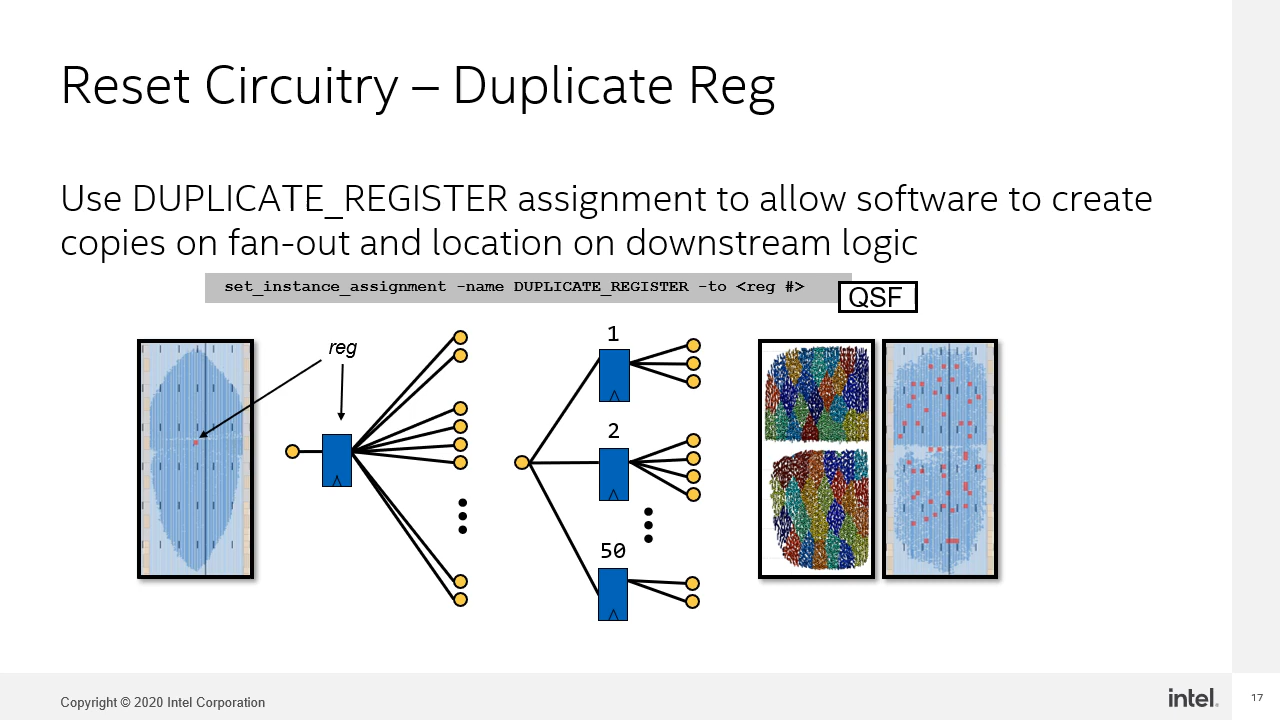 Reset Circuitry – Duplicate Reg
Use DUPLICATE_REGISTER assignment to allow software to create
copies on fan-out and location on downstream logic
set_instance_assignment –name DUPLICATE_REGISTER –to <reg #>
QSF
reg
1
2
50
Copyright © 2020 Intel Corporation
intel.
17